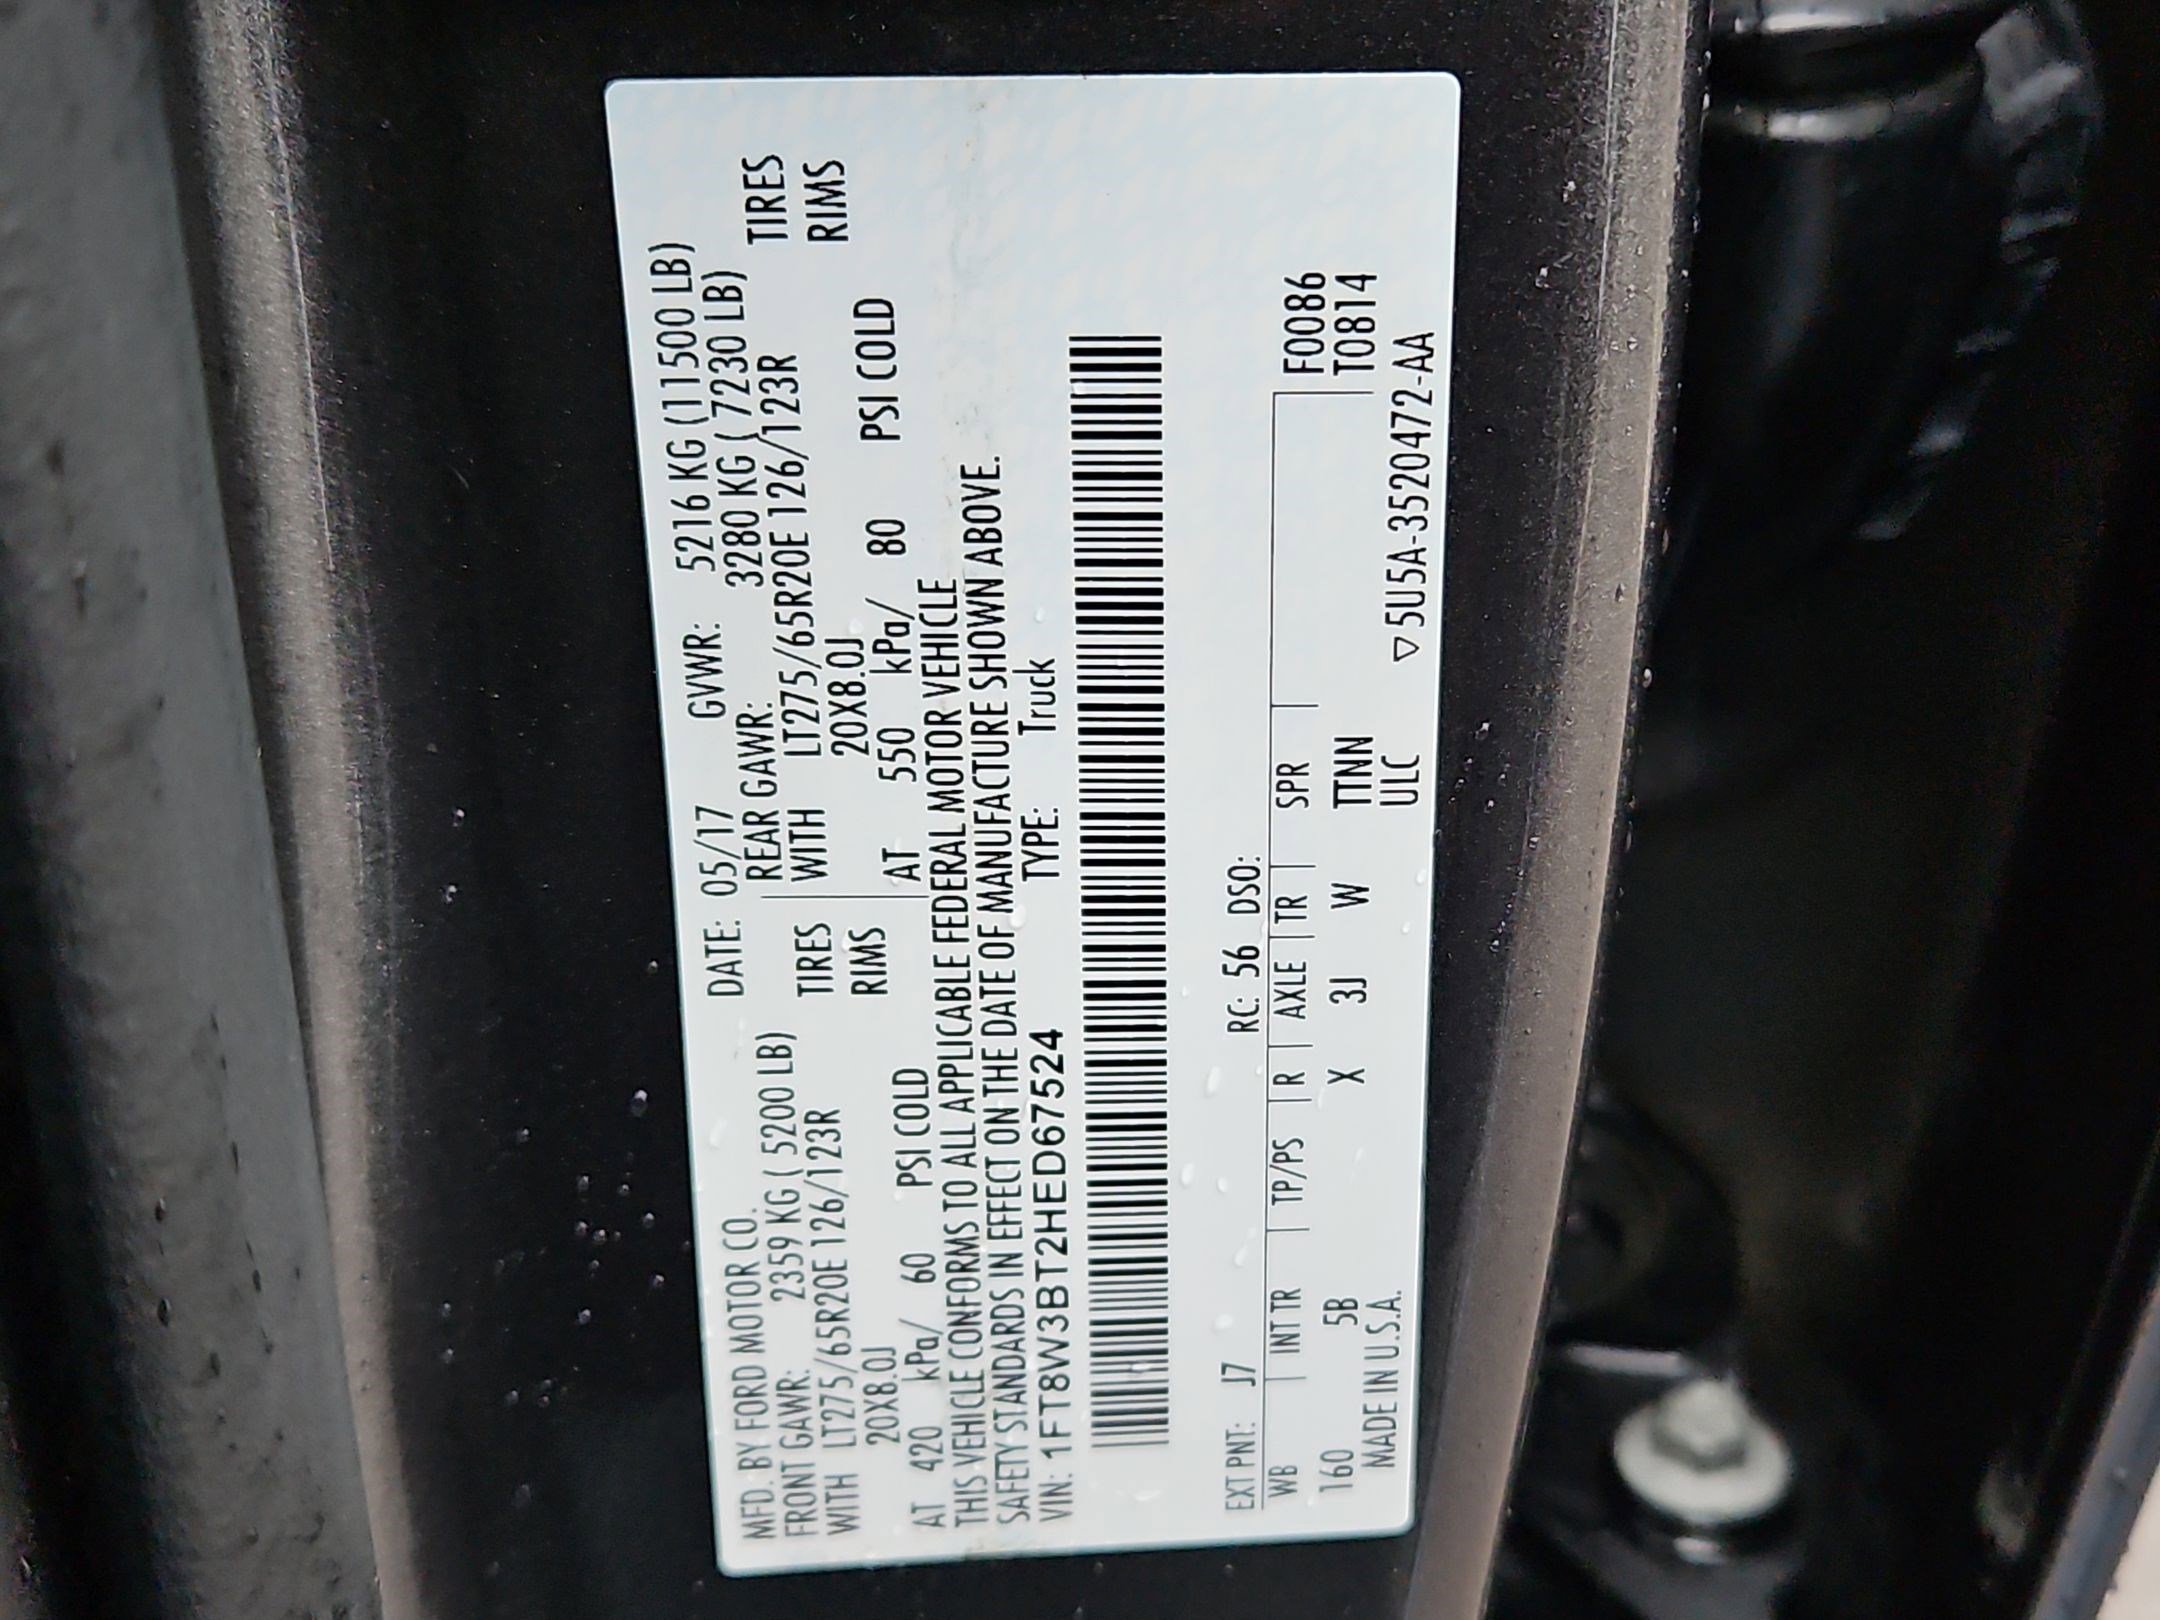 MFD. BY FORD MOTOR CO. DATE: 05/17 GVWR: 5216 KG (11500 LB)
FRONT GAWR: 2359 KG ( 5200 LB) REAR GAWR: 3280 KG ( 7230 LB)
WITH LT275/65R20E 126/123R TIRES WITH LT275/65R20E 126/123R TIRES
20X8.0J RIMS 20X8.0J RIMS
AT 420 kPa/ 60 PSI COLD AT 550 kPa/ 80 PSI COLD
THIS VEHICLE CONFORMS TO ALL APPLICABLE FEDERAL MOTOR VEHICLE
SAFETY STANDARDS IN EFFECT ON THE DATE OF MANUFACTURE SHOWN ABOVE.
VIN: 1FT8W3BT2HED67524 TYPE: Truck
EXT PNT: J7 RC: 56 DSO:
WB | INT TR | TP/PS | R | AXLE | TR | SPR F0086
160 5B X 3J W TTNN T0814
MADE IN U.S.A. ULC ▽5U5A-3520472-AA